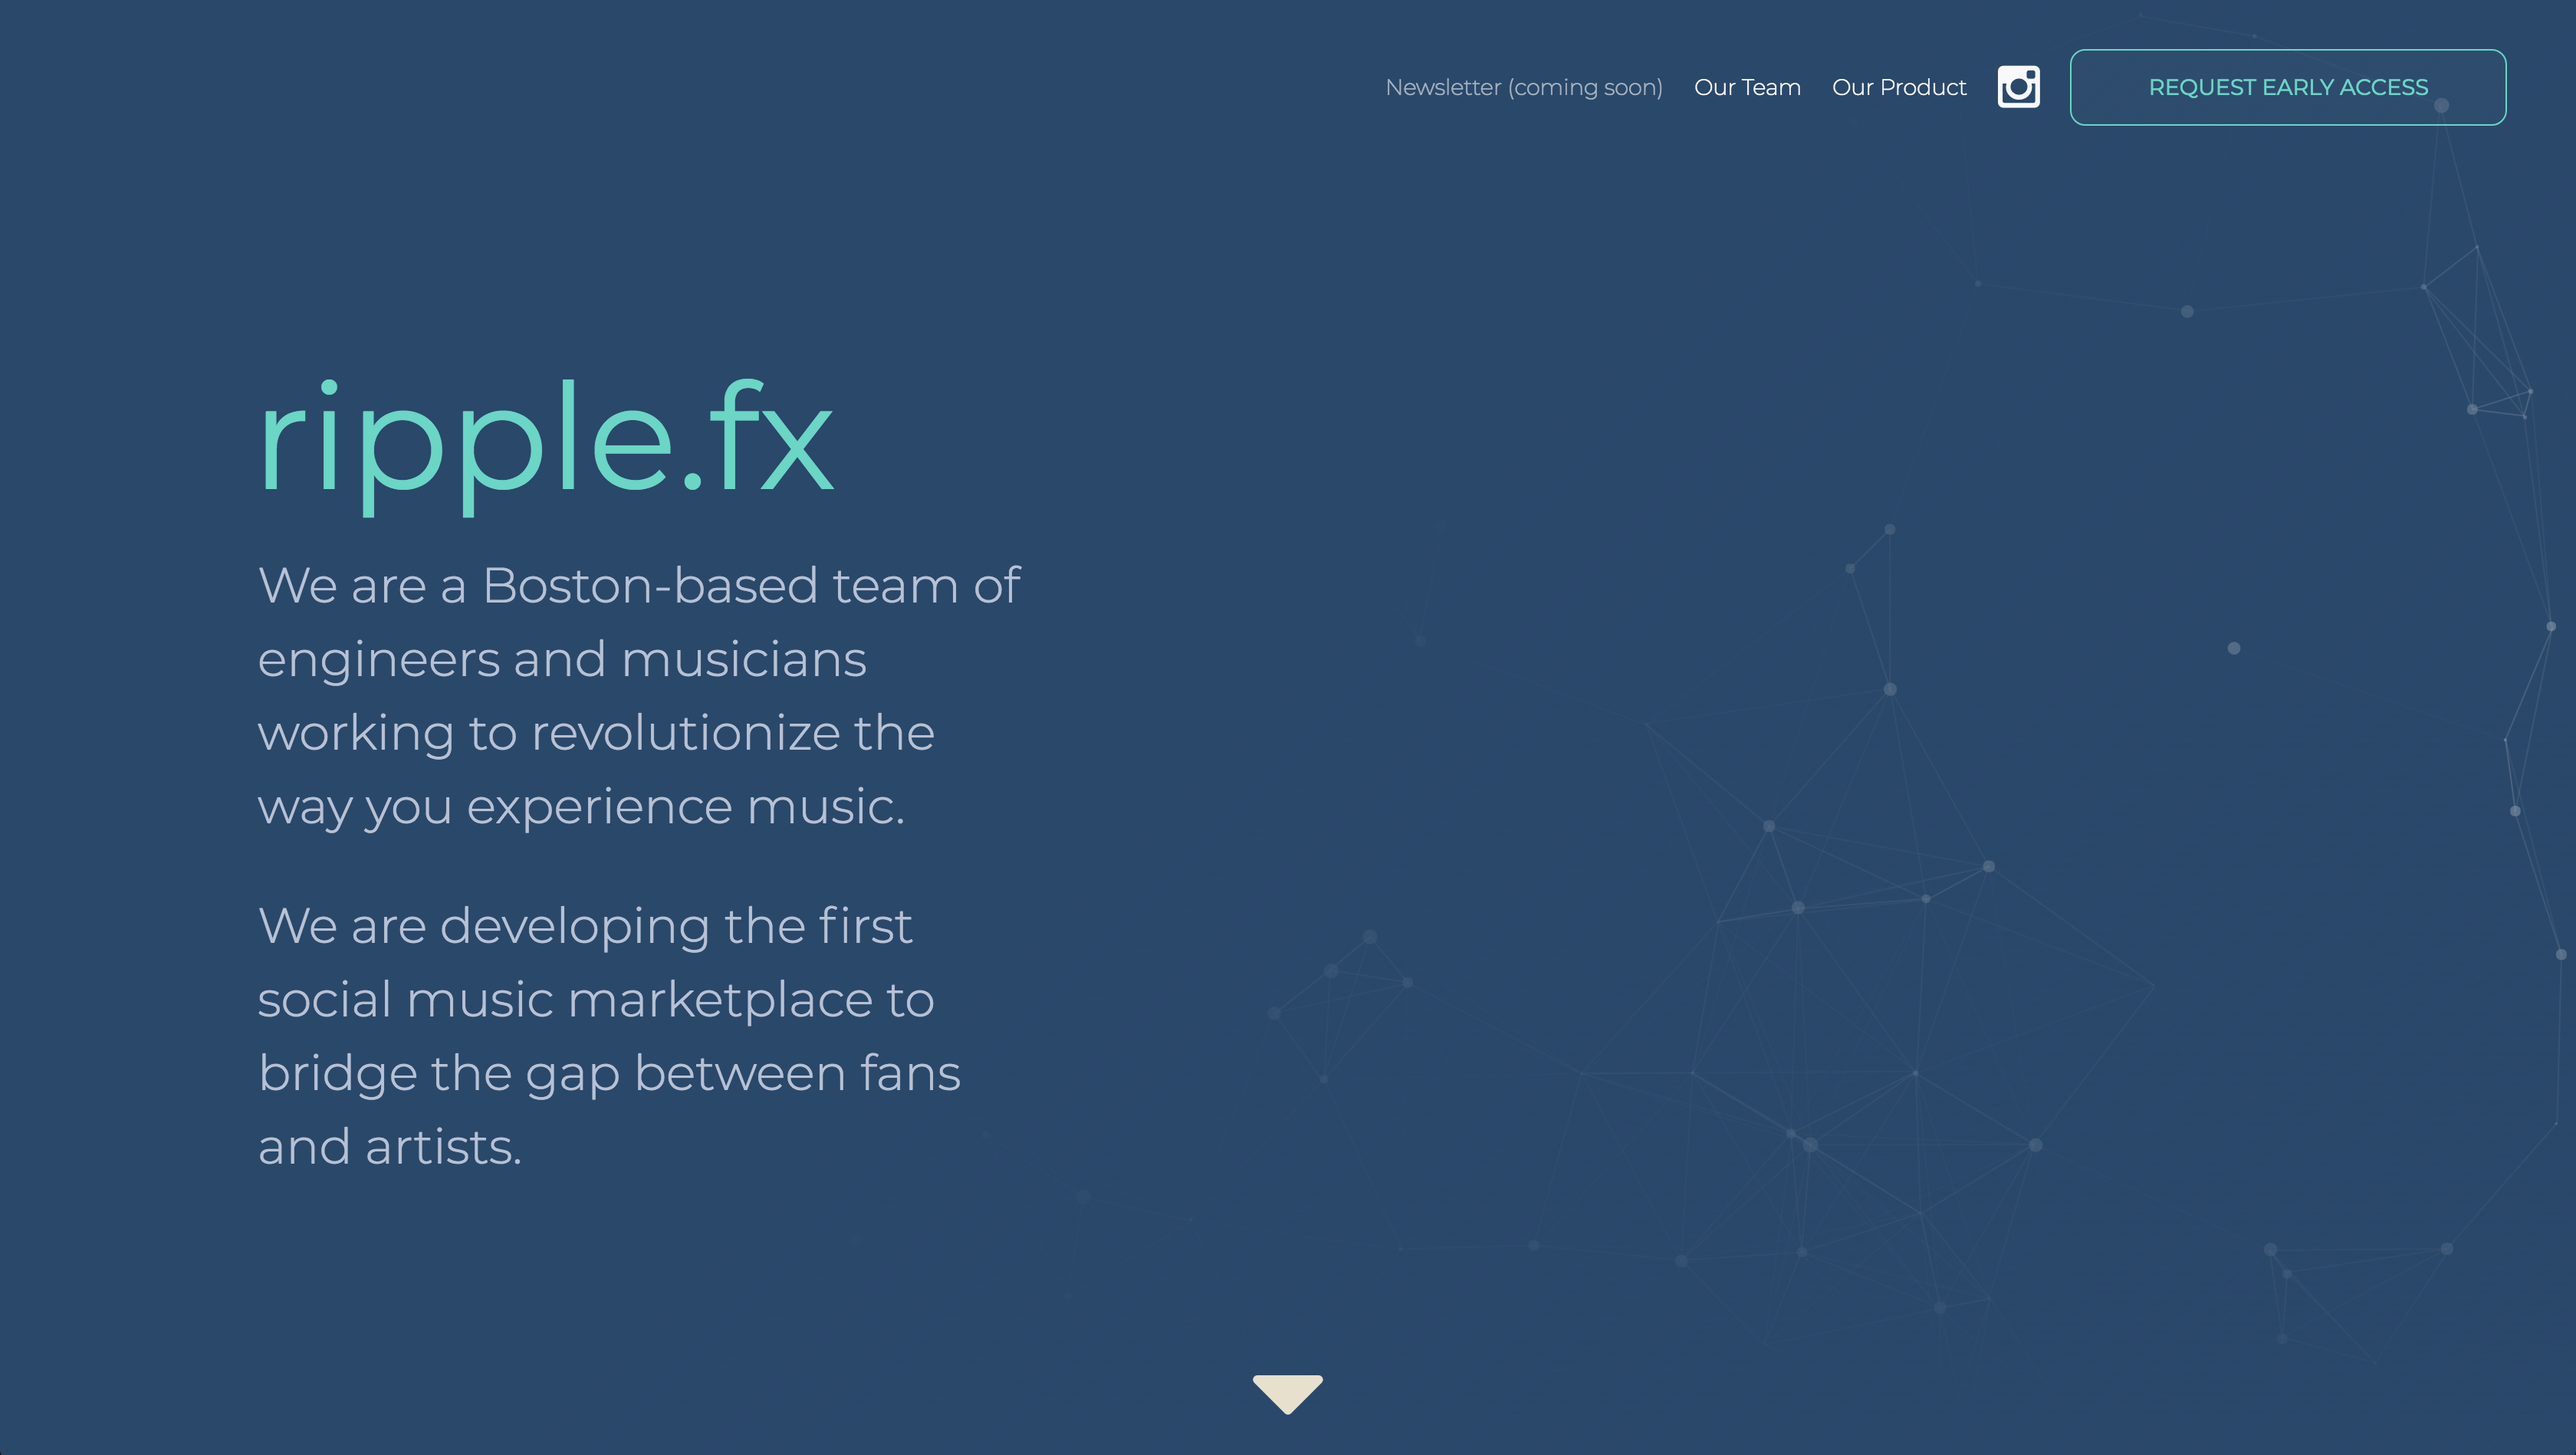 Newsletter (coming soon) Our Team Our Product REQUEST EARLY ACCESS
ripple.fx
We are a Boston-based team of
engineers and musicians
working to revolutionize the
way you experience music.
We are developing the first
social music marketplace to
bridge the gap between fans
and artists.